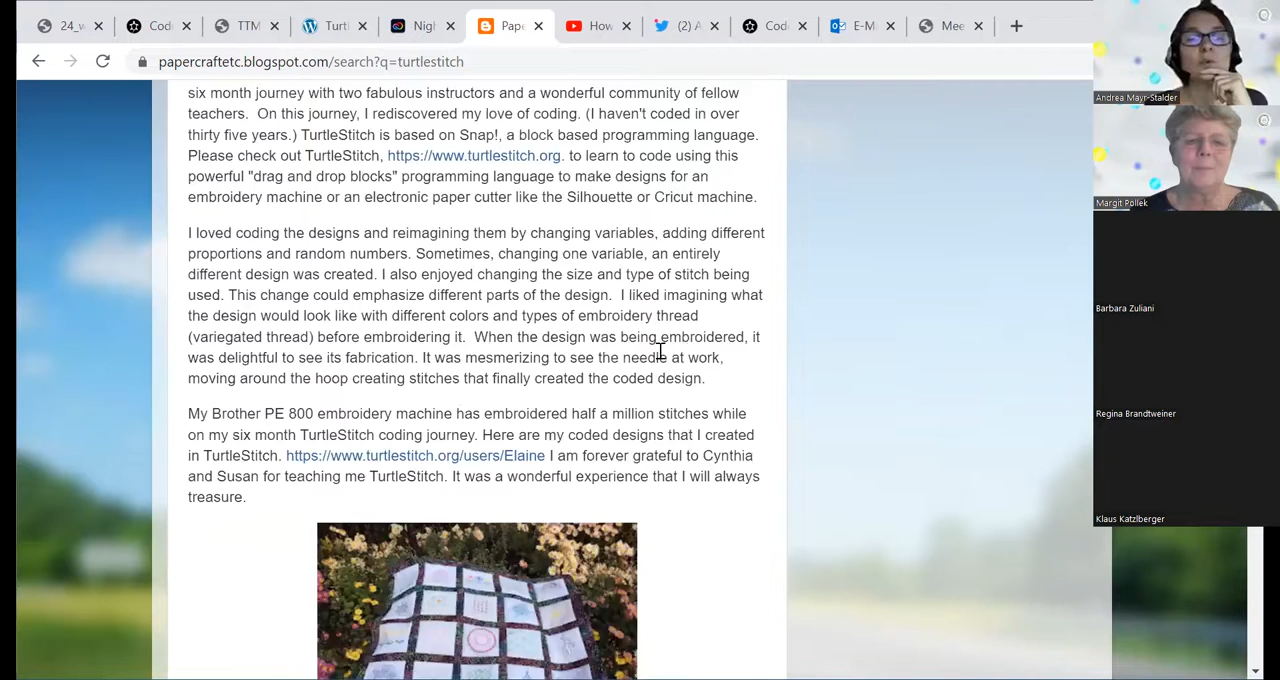 24_w
Cod
TTM
Turtl
Nigh
Pape
How
(2) A
Cod
E-M
Mee
papercraftetc.blogspot.com/search?q=turtlestitch
six month journey with two fabulous instructors and a wonderful community of fellow
teachers.  On this journey, I rediscovered my love of coding. (I haven't coded in over
thirty five years.) TurtleStitch is based on Snap!, a block based programming language.
Please check out TurtleStitch, https://www.turtlestitch.org. to learn to code using this
powerful "drag and drop blocks" programming language to make designs for an
embroidery machine or an electronic paper cutter like the Silhouette or Cricut machine.
I loved coding the designs and reimagining them by changing variables, adding different
proportions and random numbers. Sometimes, changing one variable, an entirely
different design was created. I also enjoyed changing the size and type of stitch being
used. This change could emphasize different parts of the design.  I liked imagining what
the design would look like with different colors and types of embroidery thread
(variegated thread) before embroidering it.  When the design was being embroidered, it
was delightful to see its fabrication. It was mesmerizing to see the needle at work,
moving around the hoop creating stitches that finally created the coded design.
My Brother PE 800 embroidery machine has embroidered half a million stitches while
on my six month TurtleStitch coding journey. Here are my coded designs that I created
in TurtleStitch. https://www.turtlestitch.org/users/Elaine I am forever grateful to Cynthia
and Susan for teaching me TurtleStitch. It was a wonderful experience that I will always
treasure.
Andrea Mayr-Stalder
Margit Pollek
Barbara Zuliani
Regina Brandtweiner
Klaus Katzlberger